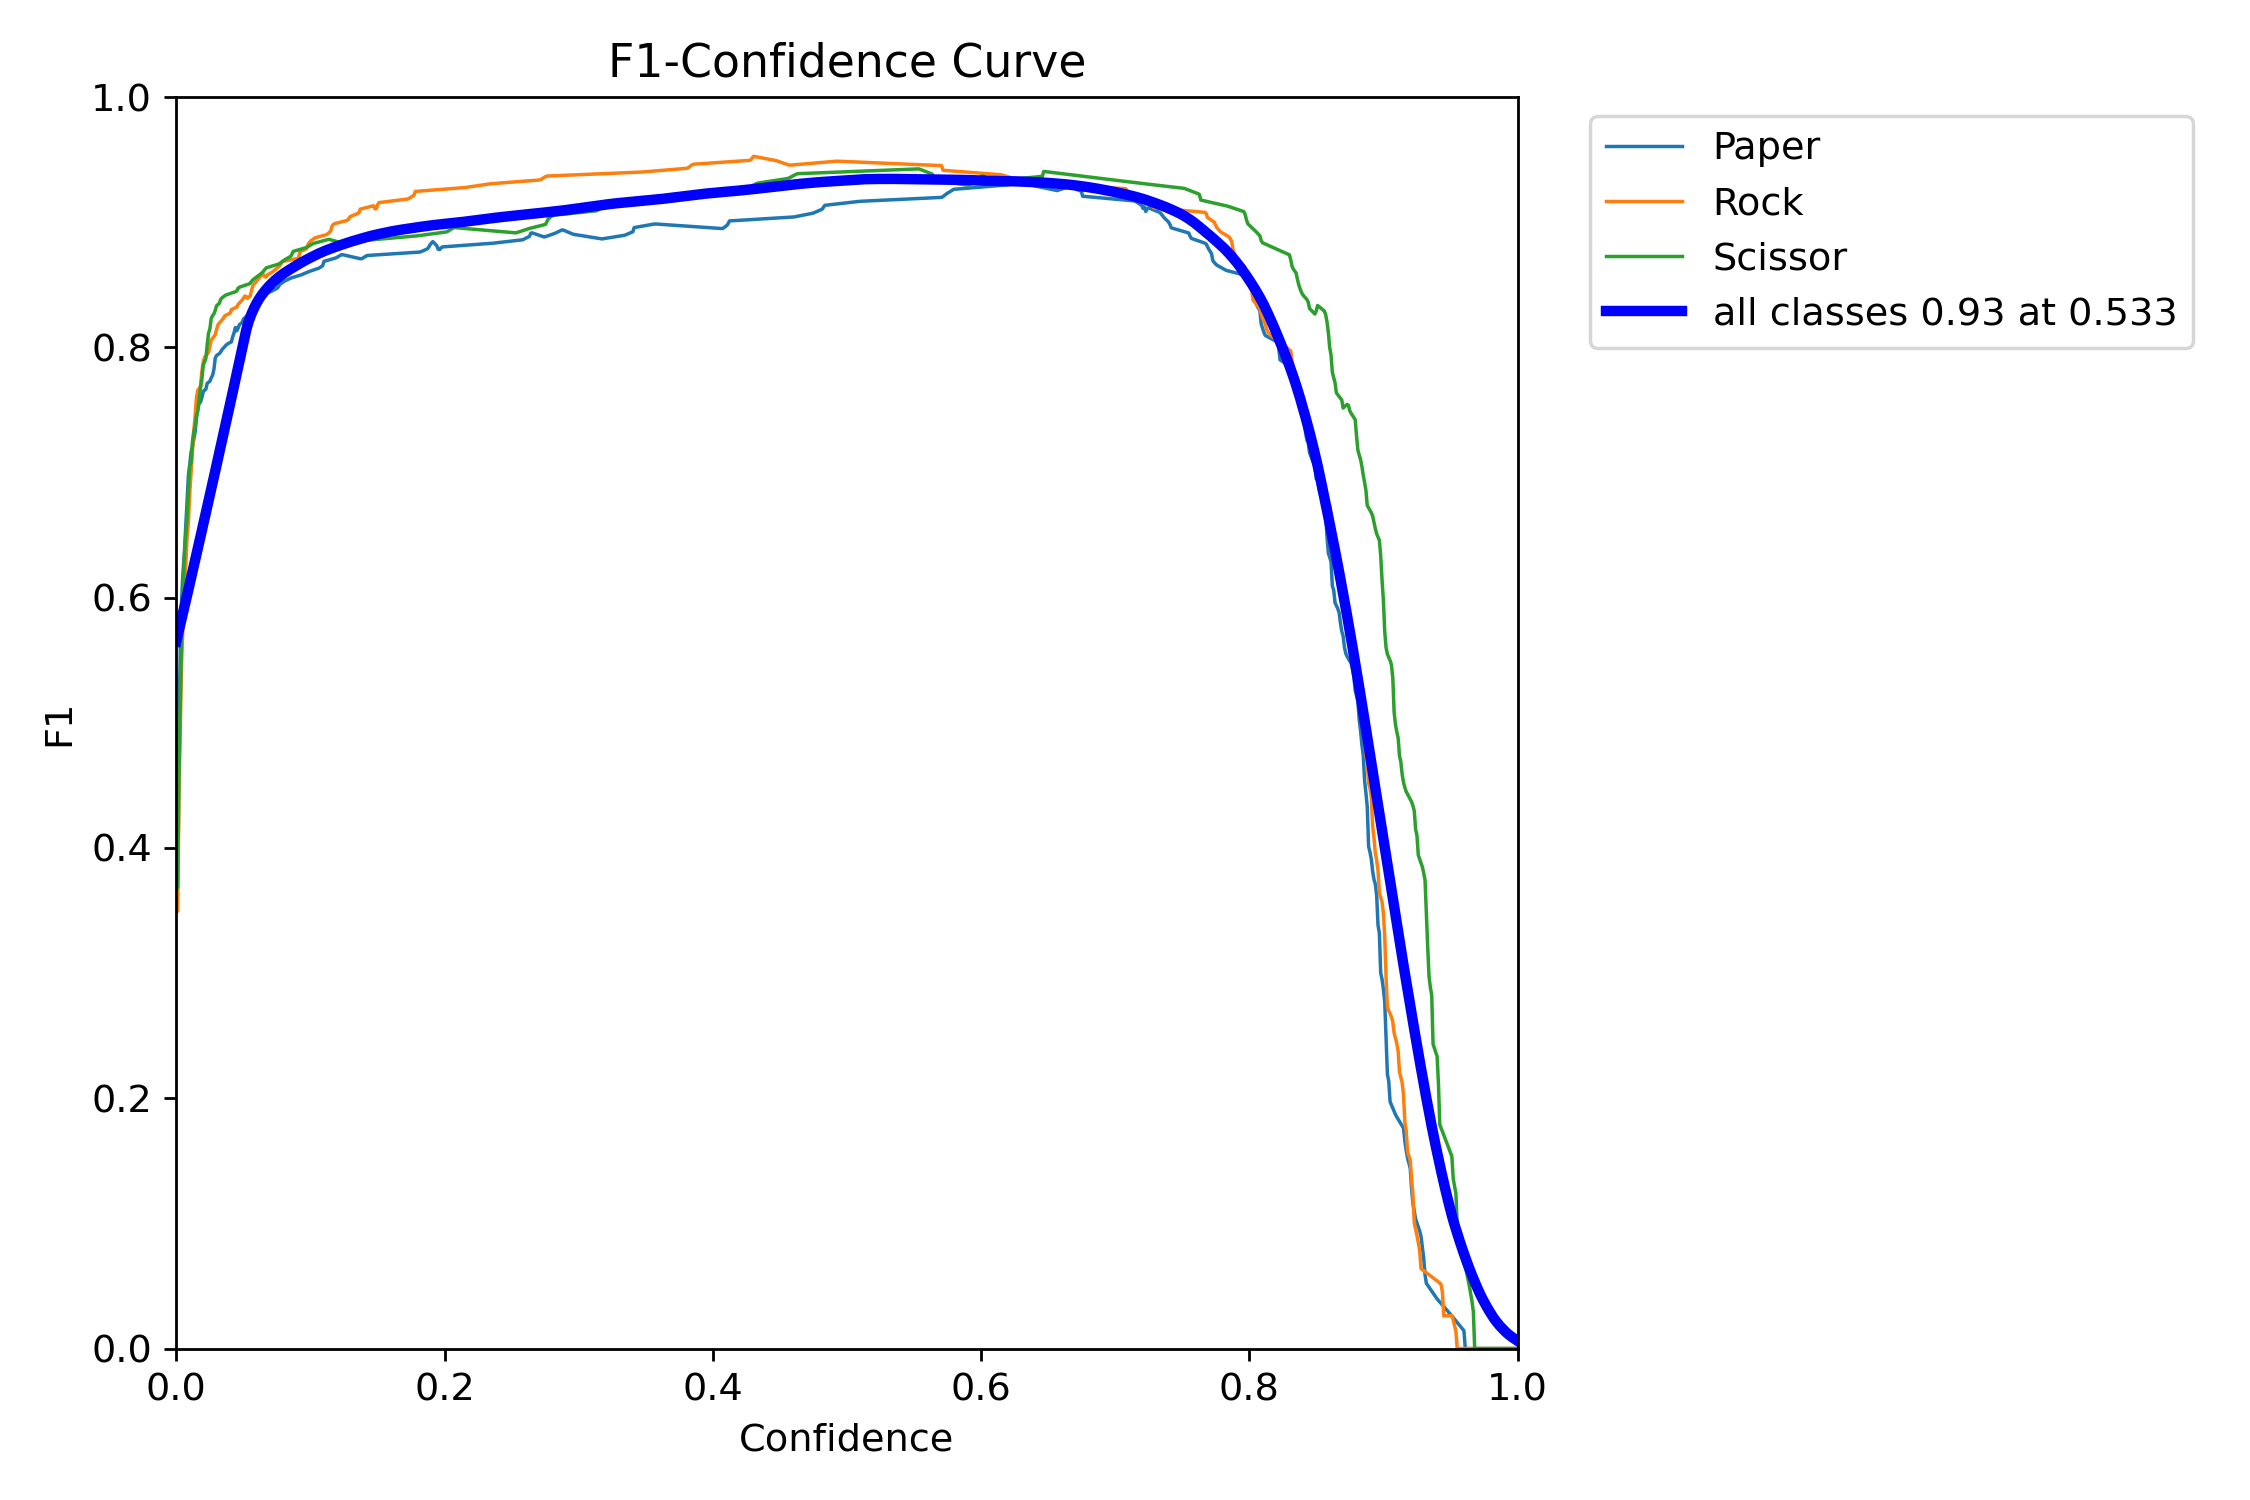 F1-Confidence Curve
1.0
0.8
0.6
0.4
0.2
0.0
F1
0.0 0.2 0.4 0.6 0.8 1.0
Confidence
Paper
Rock
Scissor
all classes 0.93 at 0.533